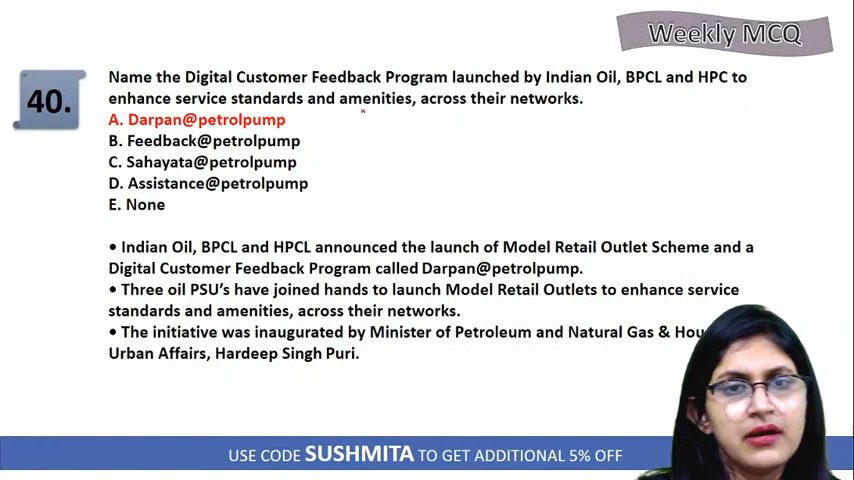 Weekly MCQ
40.
Name the Digital Customer Feedback Program launched by Indian Oil, BPCL and HPC to
enhance service standards and amenities, across their networks.
A. Darpan@petrolpump
B. Feedback@petrolpump
C. Sahayata@petrolpump
D. Assistance@petrolpump
E. None
• Indian Oil, BPCL and HPCL announced the launch of Model Retail Outlet Scheme and a
Digital Customer Feedback Program called Darpan@petrolpump.
• Three oil PSU's have joined hands to launch Model Retail Outlets to enhance service
standards and amenities, across their networks.
• The initiative was inaugurated by Minister of Petroleum and Natural Gas &
Urban Affairs, Hardeep Singh Puri.
USE CODE SUSHMITA TO GET ADDITIONAL 5% OFF